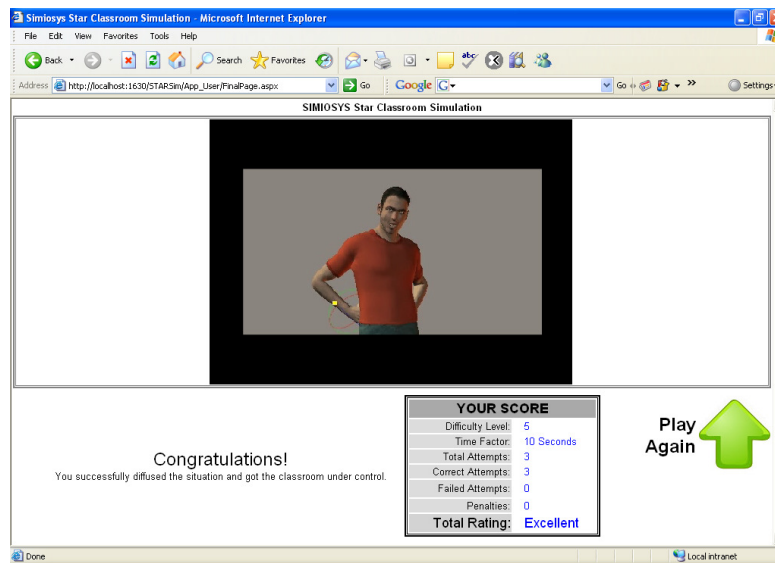 Simiosys Star Classroom Simulation - Microsoft Internet Explorer
File Edit View Favorites Tools Help
Back Search Favorites
Address http://localhost:1630/STARSim/App_User/FinalPage.aspx Go Google G Go Settings
SIMIOSYS Star Classroom Simulation
YOUR SCORE
Difficulty Level: 5
Time Factor: 10 Seconds
Total Attempts: 3
Correct Attempts: 3
Failed Attempts: 0
Penalties: 0
Total Rating: Excellent
Congratulations!
You successfully diffused the situation and got the classroom under control.
Play
Again
Done Local intranet